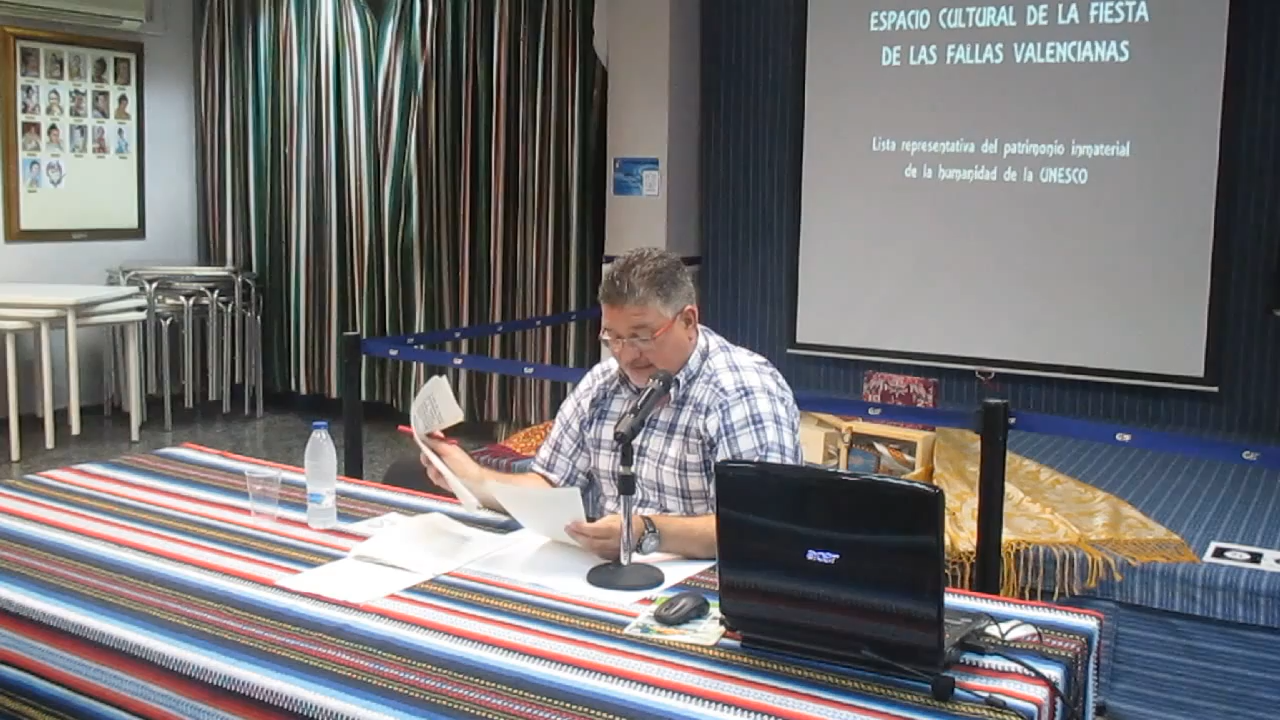 ESPACIO CULTURAL DE LA FIESTA
DE LAS FALLAS VALENCIANAS
Lista representativa del patrimonio inmaterial
de la humanidad de la UNESCO
acer